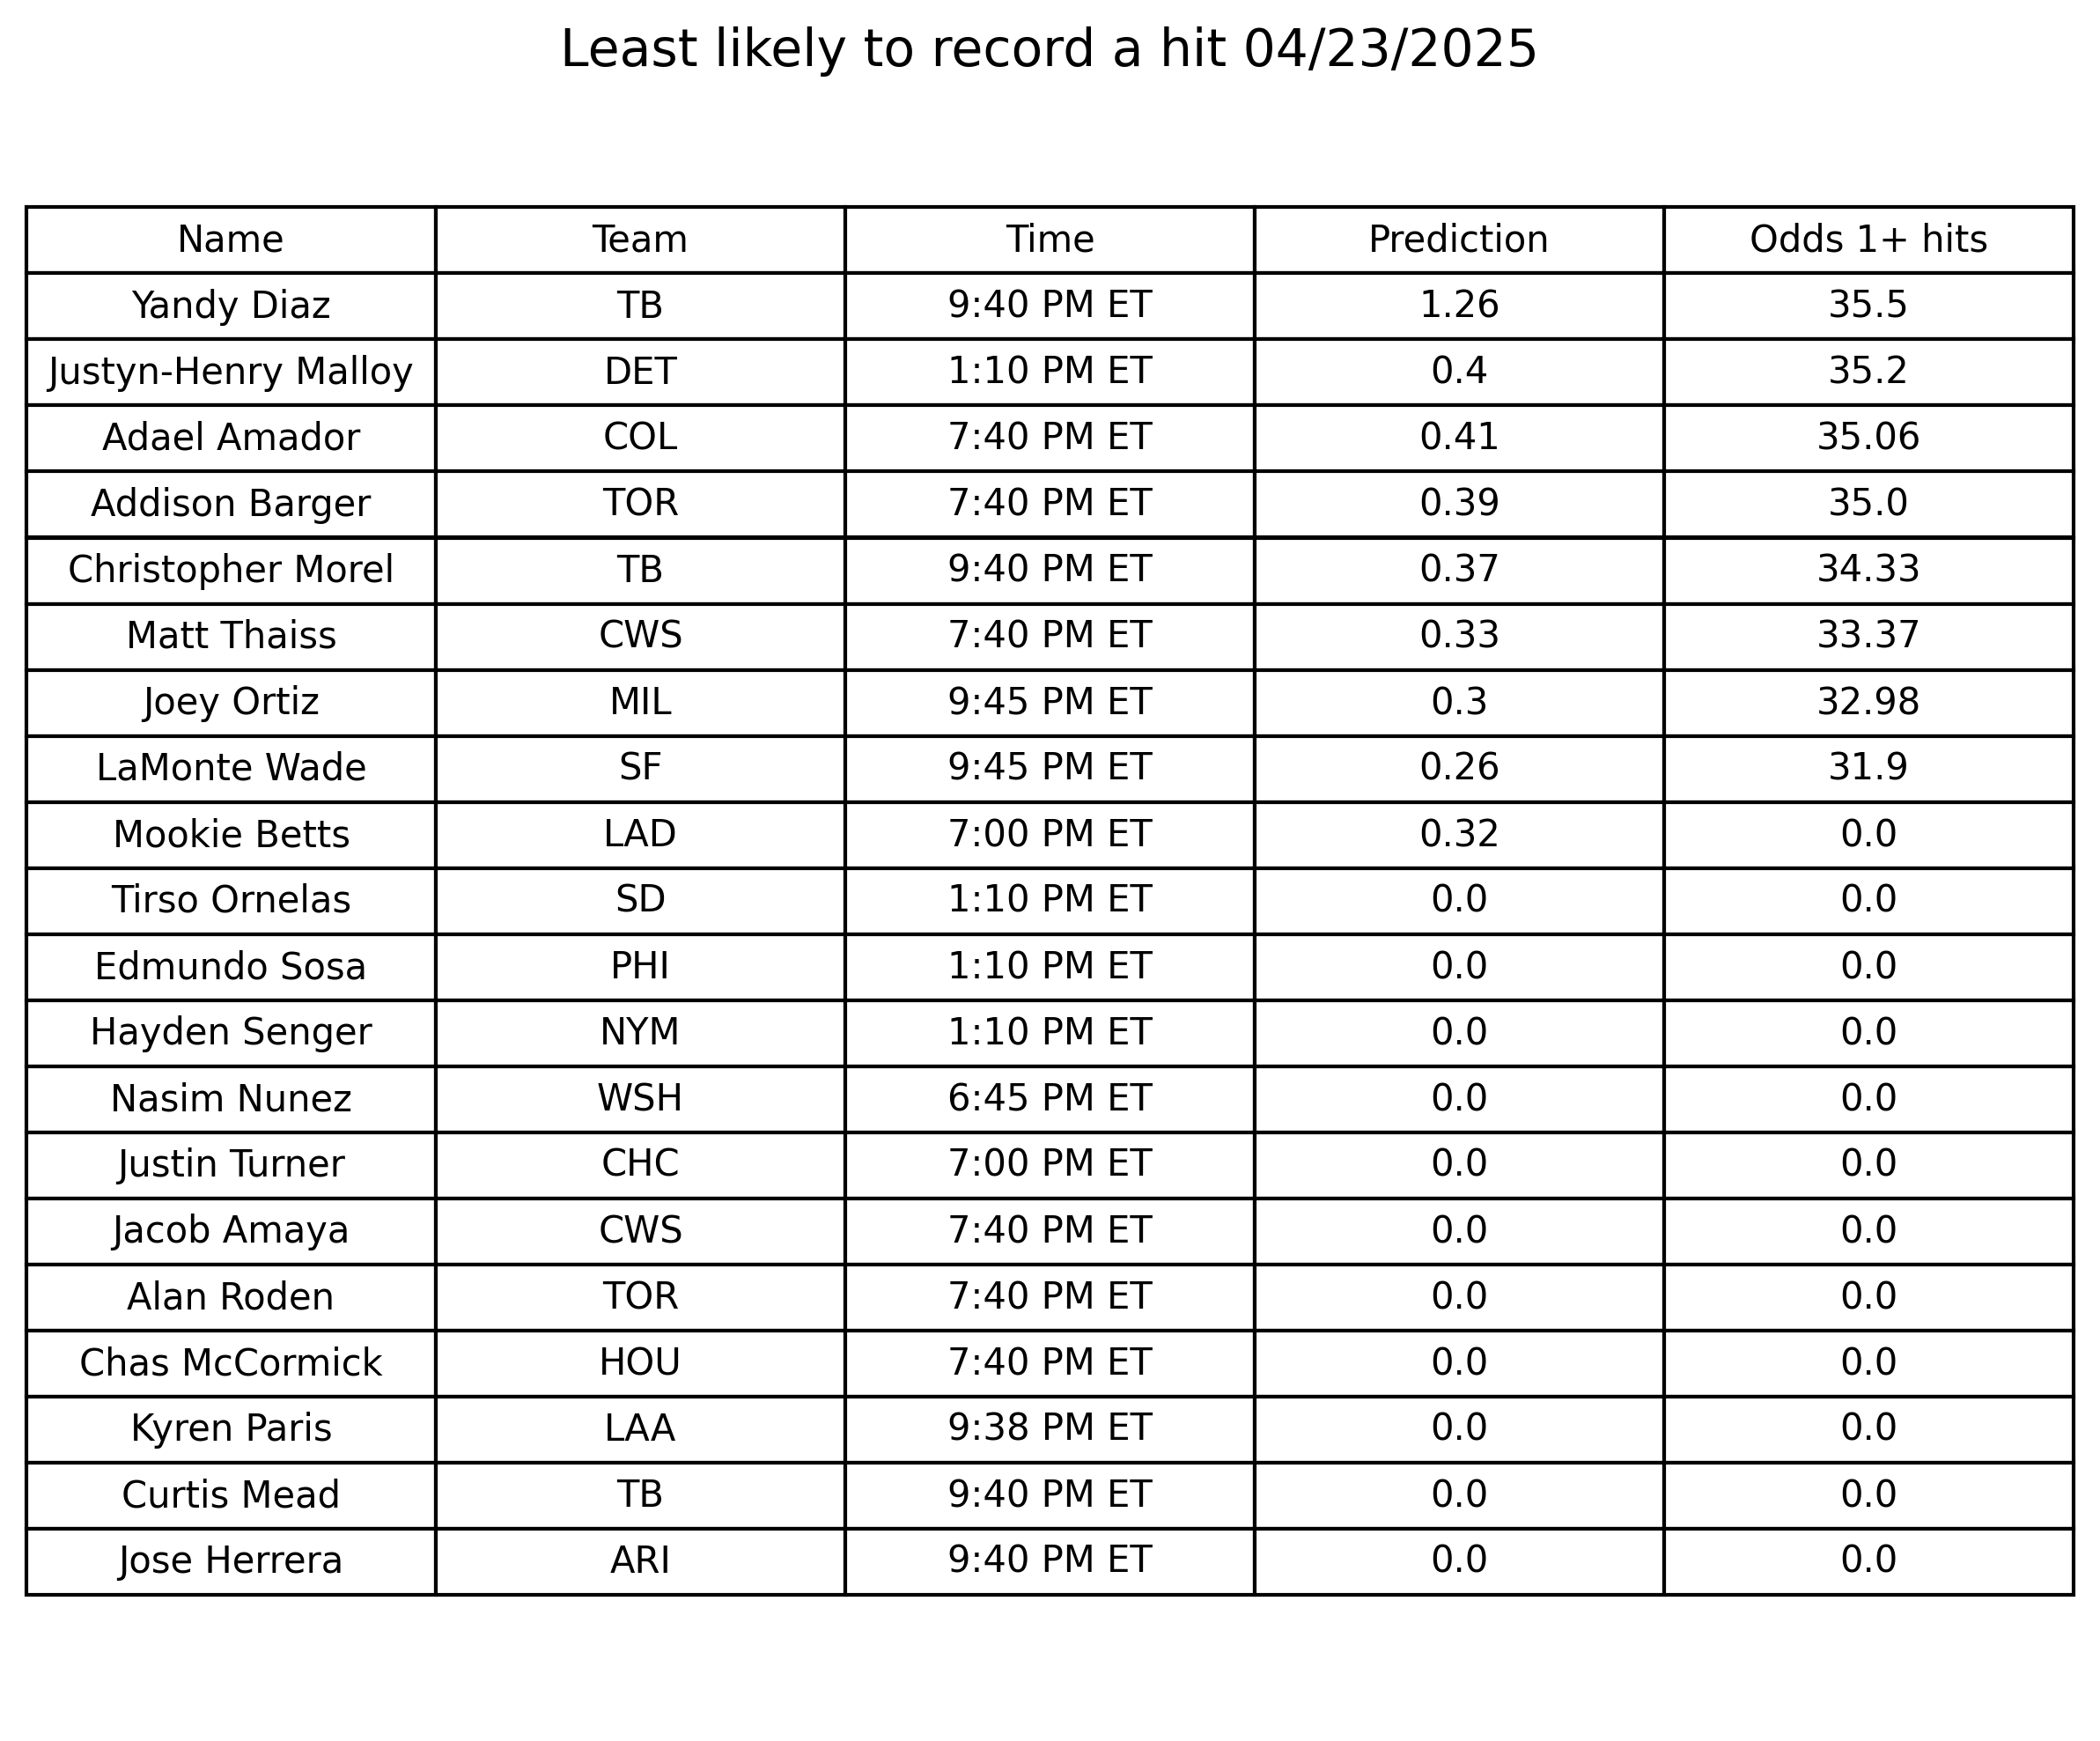 Least likely to record a hit 04/23/2025
Name Team Time Prediction Odds 1+ hits
Yandy Diaz TB 9:40 PM ET 1.26 35.5
Justyn-Henry Malloy DET 1:10 PM ET 0.4 35.2
Adael Amador COL 7:40 PM ET 0.41 35.06
Addison Barger TOR 7:40 PM ET 0.39 35.0
Christopher Morel TB 9:40 PM ET 0.37 34.33
Matt Thaiss CWS 7:40 PM ET 0.33 33.37
Joey Ortiz MIL 9:45 PM ET 0.3 32.98
LaMonte Wade SF 9:45 PM ET 0.26 31.9
Mookie Betts LAD 7:00 PM ET 0.32 0.0
Tirso Ornelas SD 1:10 PM ET 0.0 0.0
Edmundo Sosa PHI 1:10 PM ET 0.0 0.0
Hayden Senger NYM 1:10 PM ET 0.0 0.0
Nasim Nunez WSH 6:45 PM ET 0.0 0.0
Justin Turner CHC 7:00 PM ET 0.0 0.0
Jacob Amaya CWS 7:40 PM ET 0.0 0.0
Alan Roden TOR 7:40 PM ET 0.0 0.0
Chas McCormick HOU 7:40 PM ET 0.0 0.0
Kyren Paris LAA 9:38 PM ET 0.0 0.0
Curtis Mead TB 9:40 PM ET 0.0 0.0
Jose Herrera ARI 9:40 PM ET 0.0 0.0